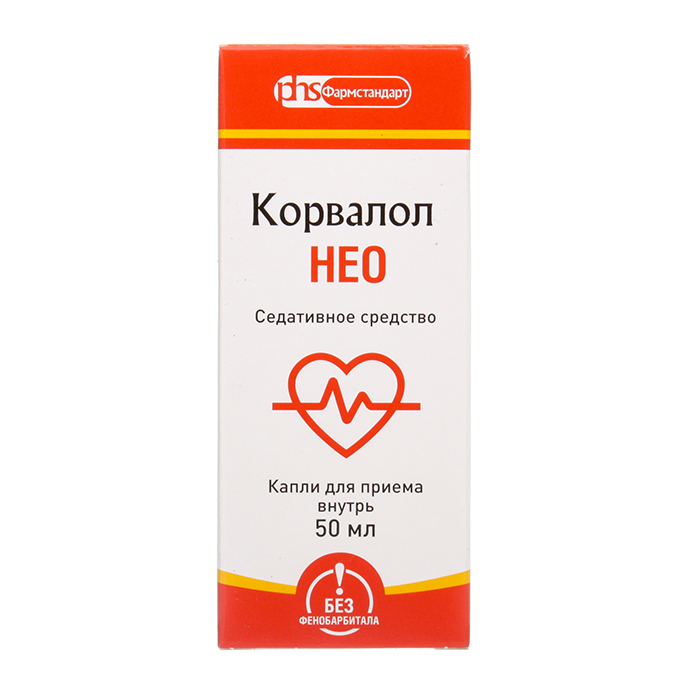 phs Фармстандарт
Корвалол
НЕО
Седативное средство
Капли для приема
внутрь
50 мл
БЕЗ
ФЕНОБАРБИТАЛА